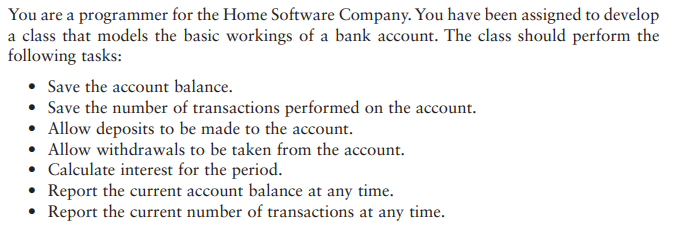 You are a programmer for the Home Software Company. You have been assigned to develop
a class that models the basic workings of a bank account. The class should perform the
following tasks:
• Save the account balance.
• Save the number of transactions performed on the account.
• Allow deposits to be made to the account.
• Allow withdrawals to be taken from the account.
• Calculate interest for the period.
• Report the current account balance at any time.
• Report the current number of transactions at any time.